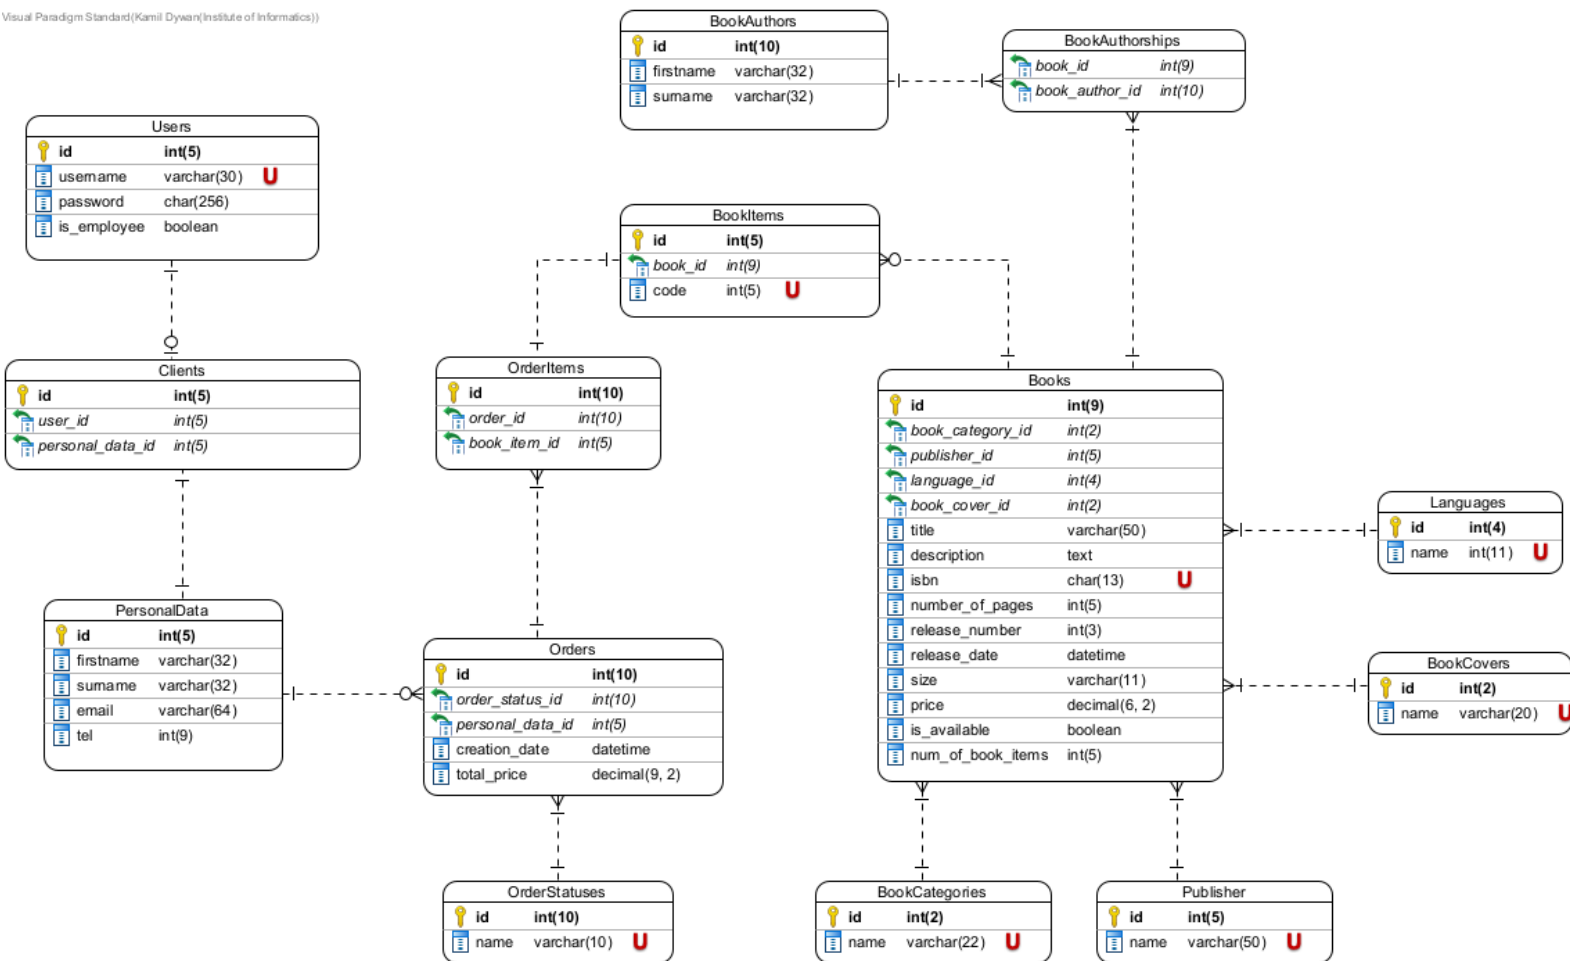 Visual Paradigm Standard(Kamil Dywan(Institute of Informatics))
BookAuthors
id int(10)
firstname varchar(32)
surname varchar(32)
BookAuthorships
book_id int(9)
book_author_id int(10)
Users
id int(5)
username varchar(30) U
password char(256)
is_employee boolean
BookItems
id int(5)
book_id int(9)
code int(5) U
Clients
id int(5)
user_id int(5)
personal_data_id int(5)
OrderItems
id int(10)
order_id int(10)
book_item_id int(5)
Books
id int(9)
book_category_id int(2)
publisher_id int(5)
language_id int(4)
book_cover_id int(2)
title varchar(50)
description text
isbn char(13) U
number_of_pages int(5)
release_number int(3)
release_date datetime
size varchar(11)
price decimal(6, 2)
is_available boolean
num_of_book_items int(5)
Languages
id int(4)
name int(11) U
PersonalData
id int(5)
firstname varchar(32)
surname varchar(32)
email varchar(64)
tel int(9)
Orders
id int(10)
order_status_id int(10)
personal_data_id int(5)
creation_date datetime
total_price decimal(9, 2)
BookCovers
id int(2)
name varchar(20) U
OrderStatuses
id int(10)
name varchar(10) U
BookCategories
id int(2)
name varchar(22) U
Publisher
id int(5)
name varchar(50) U